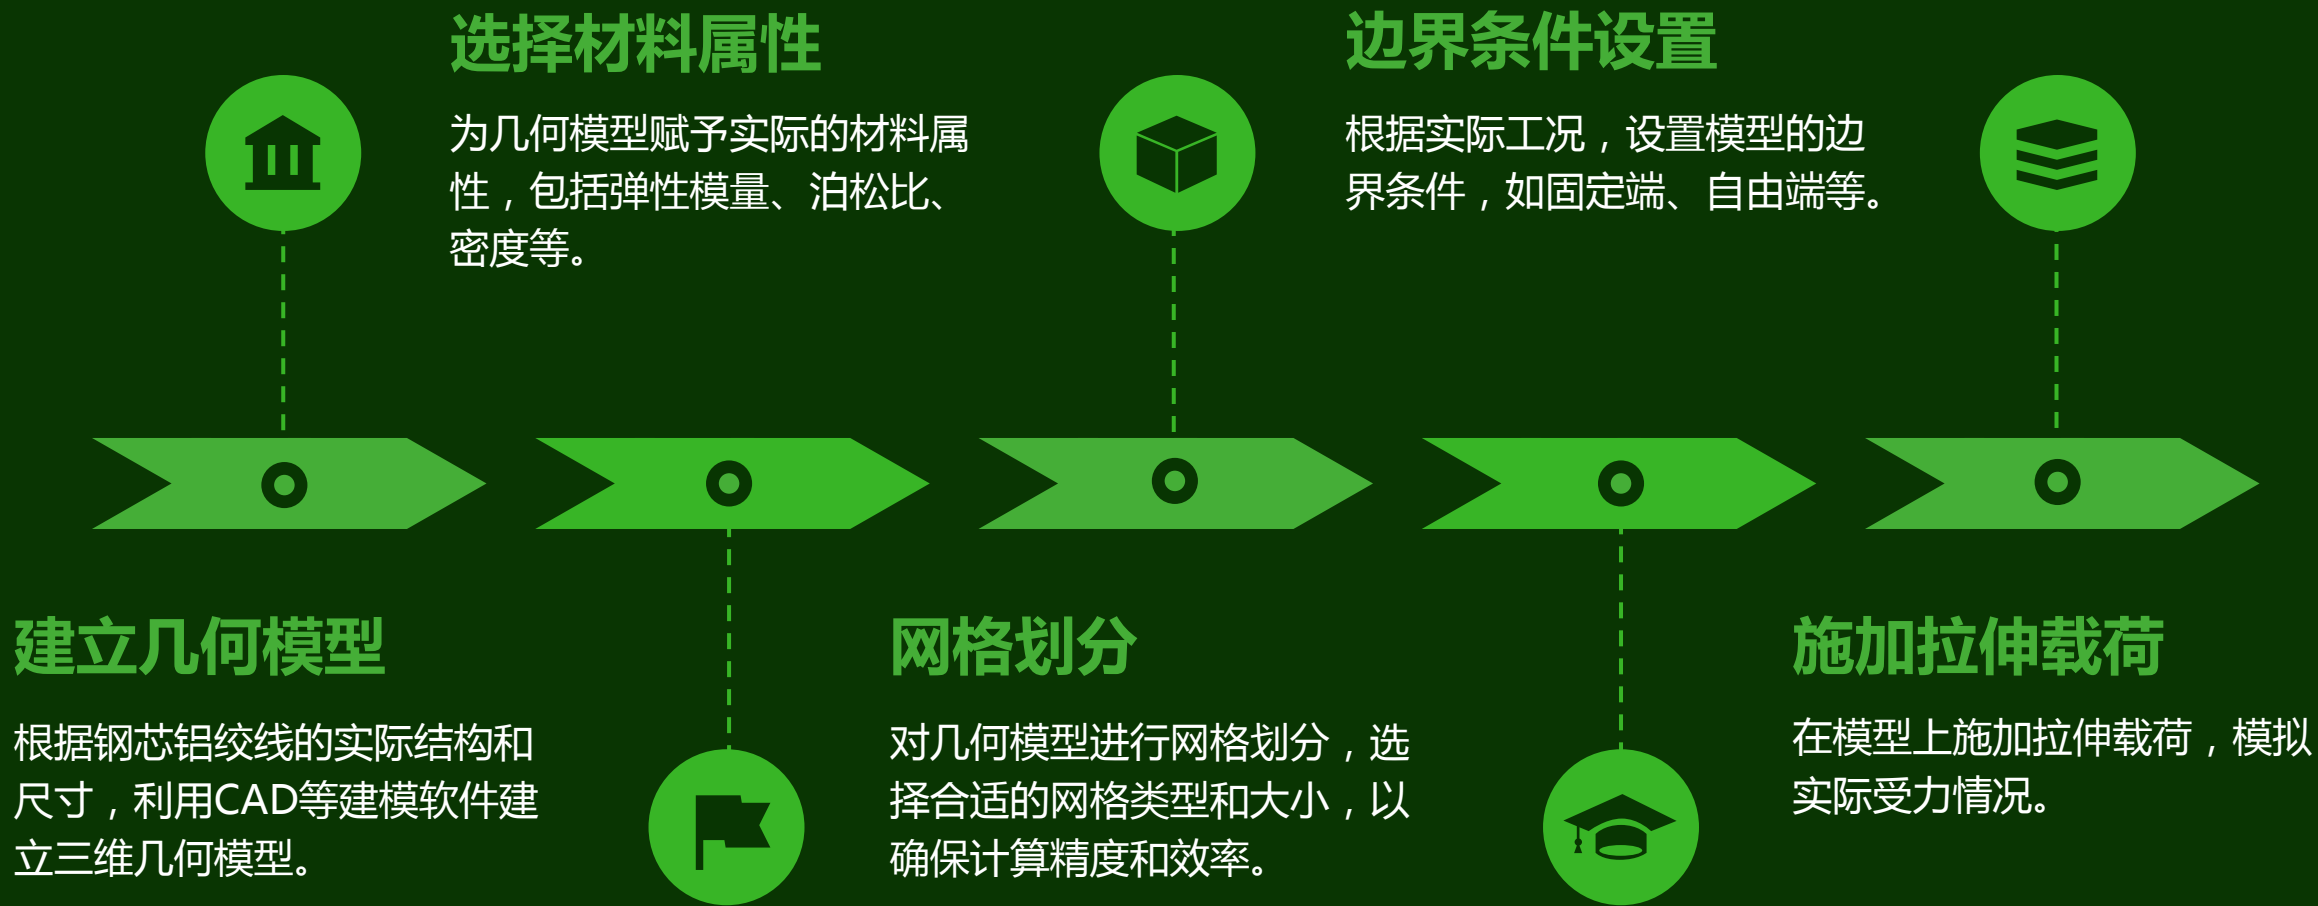 选择材料属性
为几何模型赋予实际的材料属
性，包括弹性模量、泊松比、
密度等。
边界条件设置
根据实际工况，设置模型的边
界条件，如固定端、自由端等。
建立几何模型
根据钢芯铝绞线的实际结构和
尺寸，利用CAD等建模软件建
立三维几何模型。
网格划分
对几何模型进行网格划分，选
择合适的网格类型和大小，以
确保计算精度和效率。
施加拉伸载荷
在模型上施加拉伸载荷，模拟
实际受力情况。